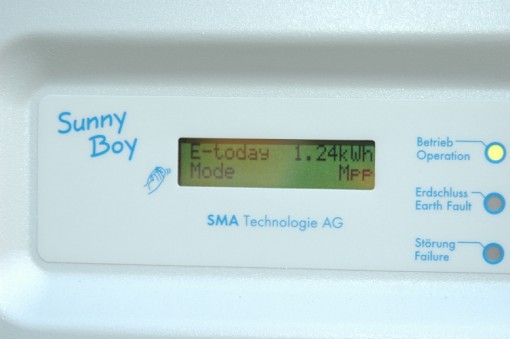 Sunny
Boy
E-today 1.24kWh
Mode Mpp
SMA Technologie AG
Betrieb
Operation
Erdschluss
Earth Fault
Störung
Failure